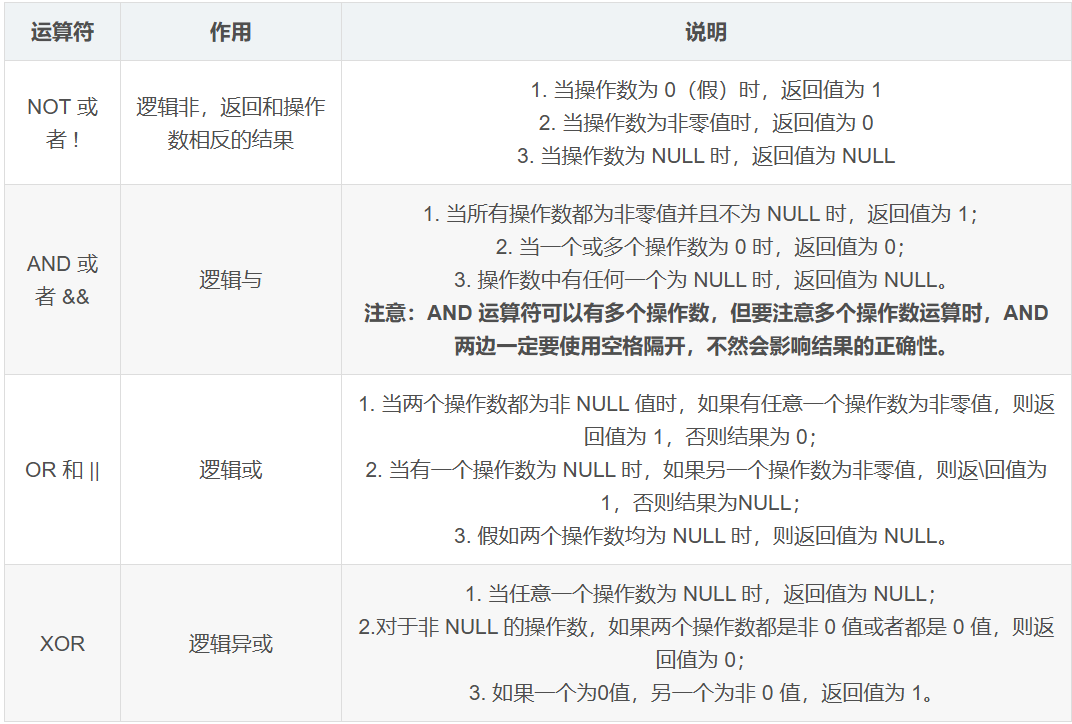 运算符
作用
说明
NOT 或
者 !
逻辑非，返回和操作
数相反的结果
1. 当操作数为 0（假）时，返回值为 1
2. 当操作数为非零值时，返回值为 0
3. 当操作数为 NULL 时，返回值为 NULL
AND 或
者 &&
逻辑与
1. 当所有操作数都为非零值并且不为 NULL 时，返回值为 1；
2. 当一个或多个操作数为 0 时，返回值为 0；
3. 操作数中有任何一个为 NULL 时，返回值为 NULL。
注意：AND 运算符可以有多个操作数，但要注意多个操作数运算时，AND
两边一定要使用空格隔开，不然会影响结果的正确性。
OR 和 ||
逻辑或
1. 当两个操作数都为非 NULL 值时，如果有任意一个操作数为非零值，则返
回值为 1，否则结果为 0；
2. 当有一个操作数为 NULL 时，如果另一个操作数为非零值，则返\回值为
1，否则结果为NULL；
3. 假如两个操作数均为 NULL 时，则返回值为 NULL。
XOR
逻辑异或
1. 当任意一个操作数为 NULL 时，返回值为 NULL；
2.对于非 NULL 的操作数，如果两个操作数都是非 0 值或者都是 0 值，则返
回值为 0；
3. 如果一个为0值，另一个为非 0 值，返回值为 1。